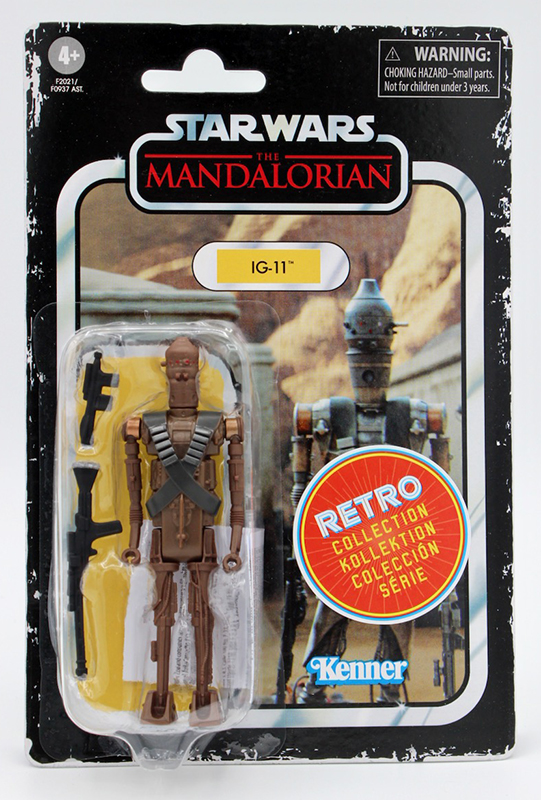 4+
F2021/
F0937 AST.
⚠ WARNING:
CHOKING HAZARD–Small parts.
Not for children under 3 years.
STAR WARS
THE
MANDALORIAN
IG-11™
RETRO
COLLECTION
KOLLEKTION
COLECCIÓN
SÉRIE
Kenner